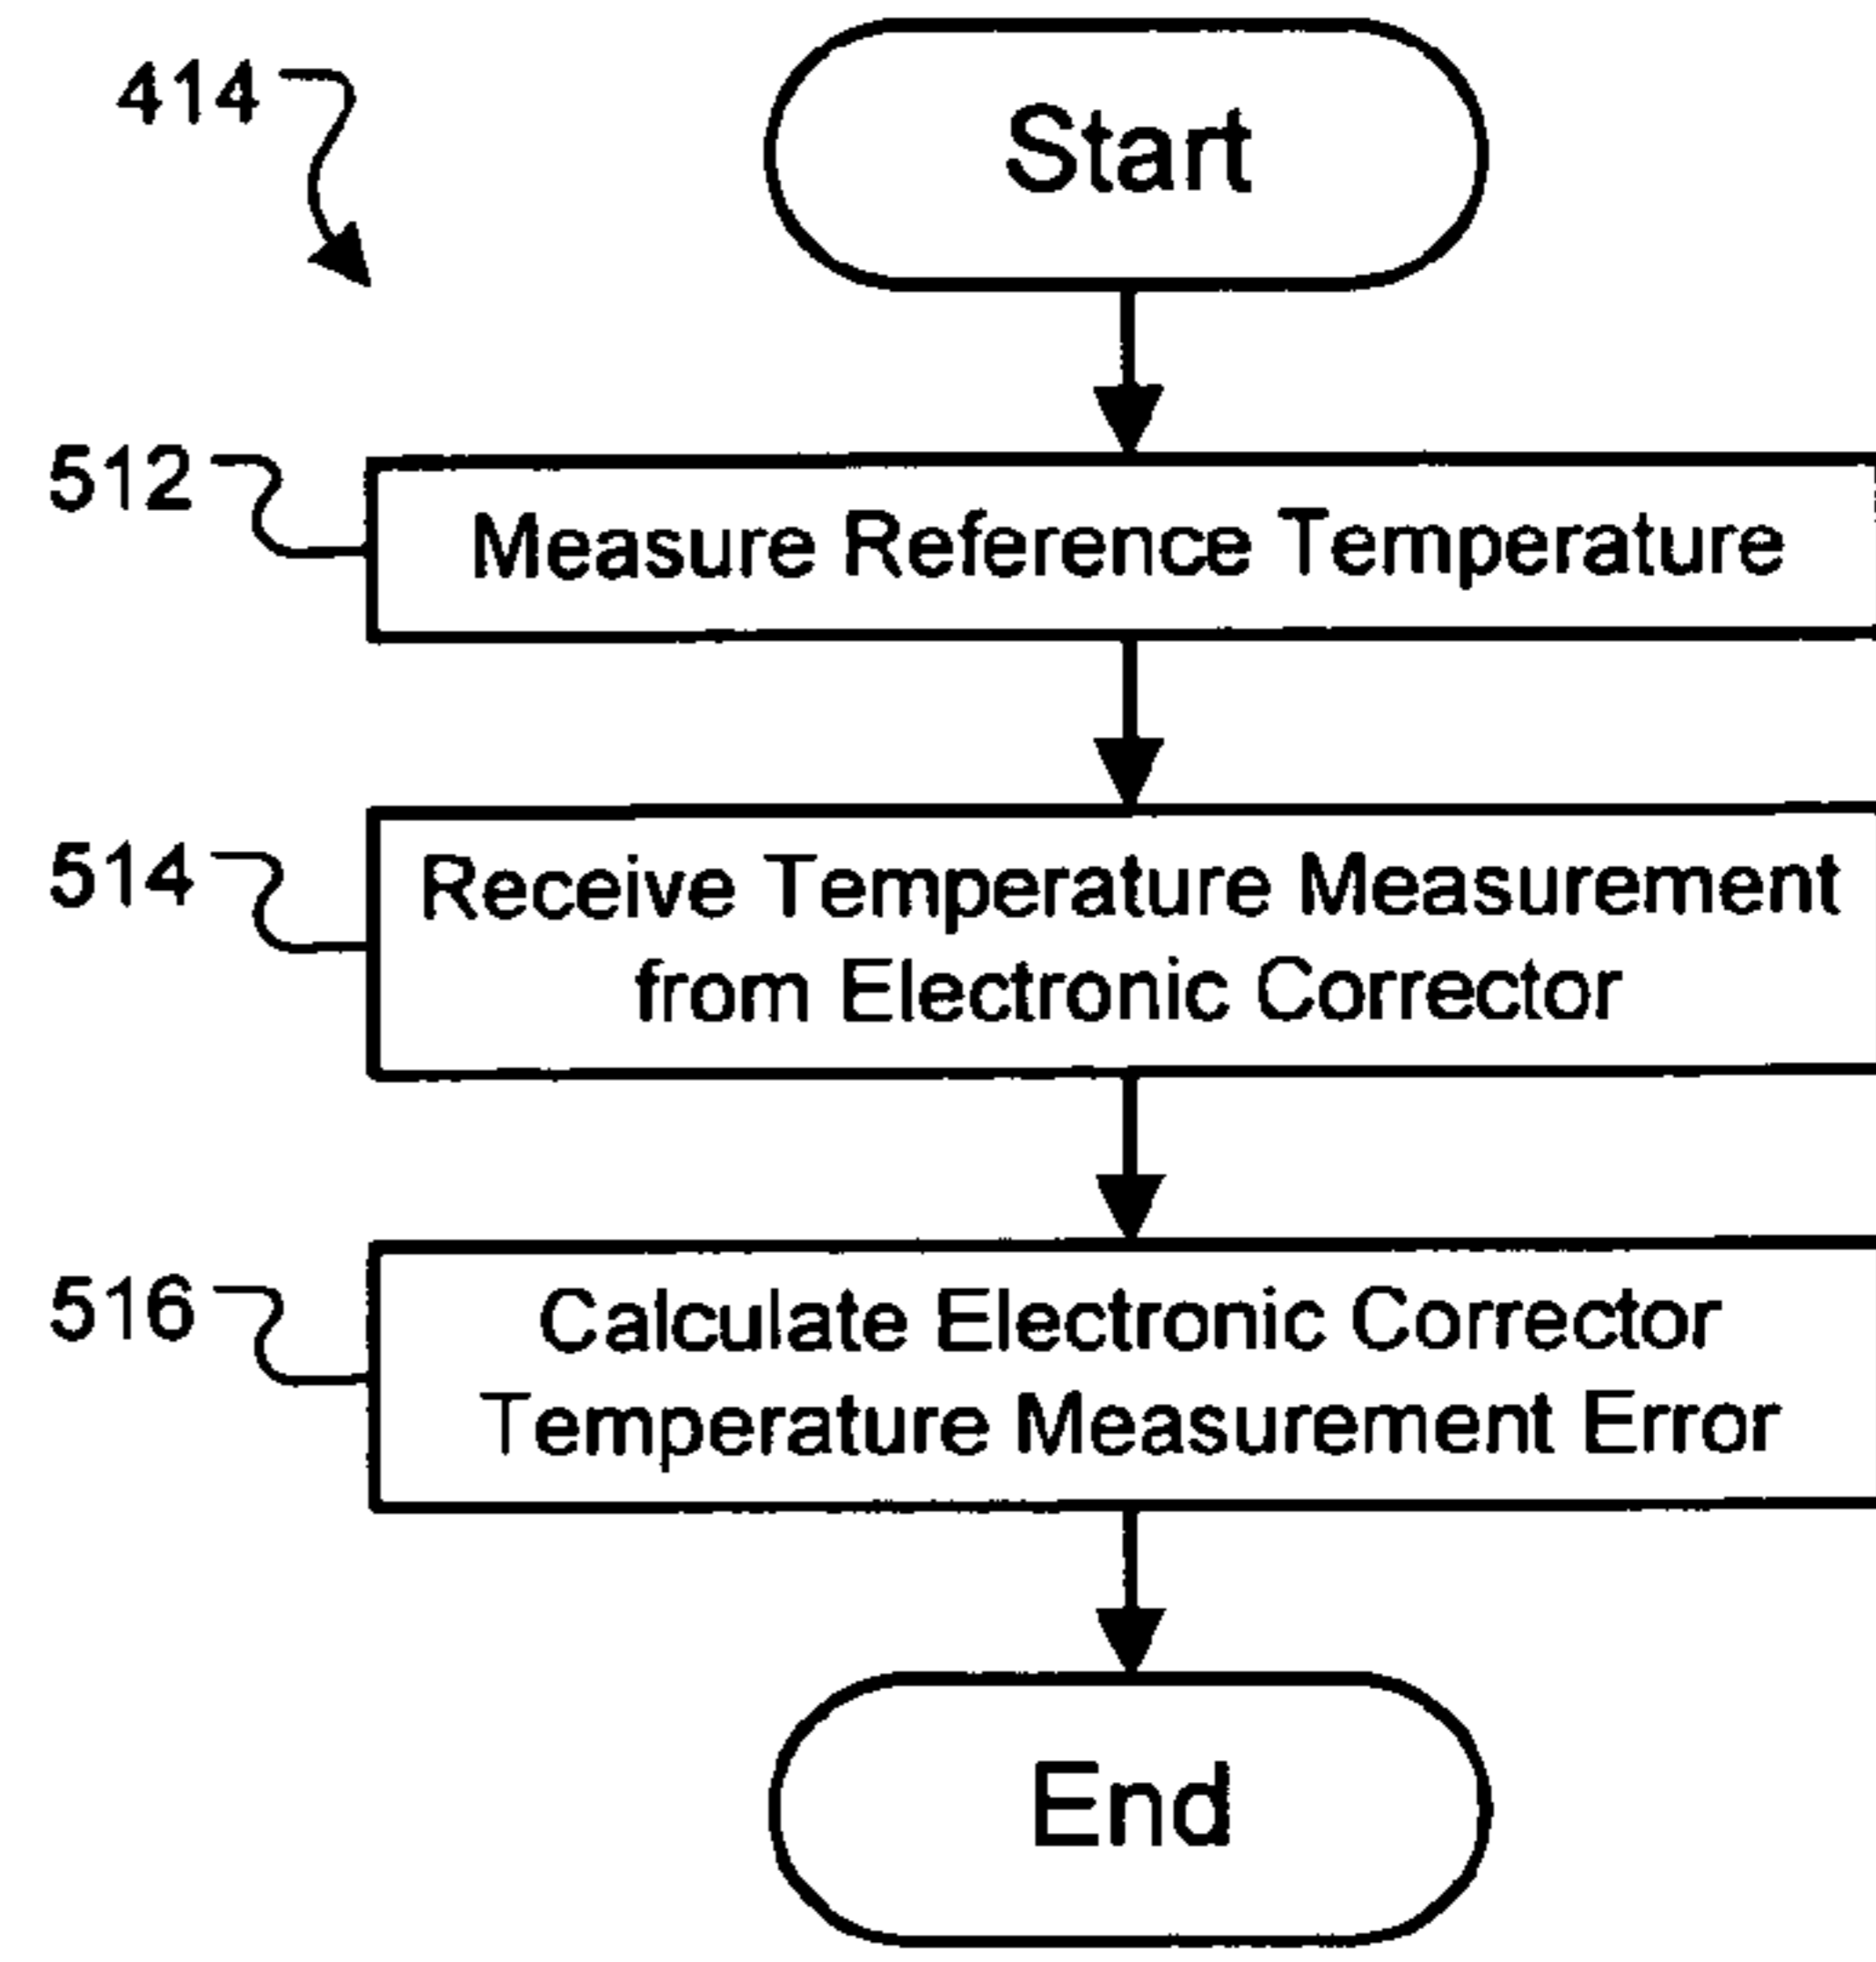 414
Start
512
Measure Reference Temperature
514
Receive Temperature Measurement
from Electronic Corrector
516
Calculate Electronic Corrector
Temperature Measurement Error
End